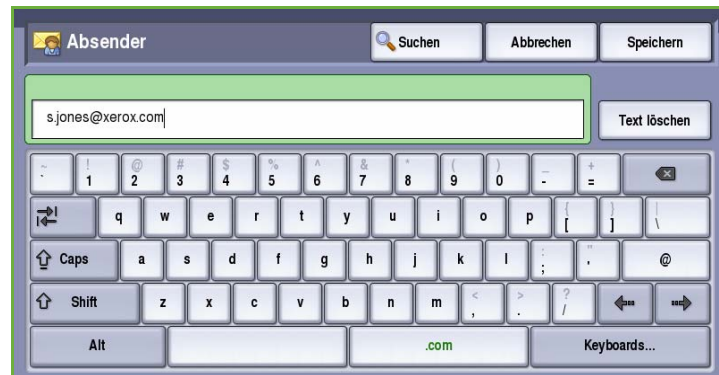 Absender Suchen Abbrechen Speichern
s.jones@xerox.com Text löschen
~ ` ! 1 @ 2 # 3 $ 4 % 5 ^ 6 & 7 * 8 ( 9 ) 0 _ - + =
q w e r t y u i o p { [ } ] | \
Caps a s d f g h j k l : ; " ' @
Shift z x c v b n m < , > . ? /
Alt .com Keyboards...